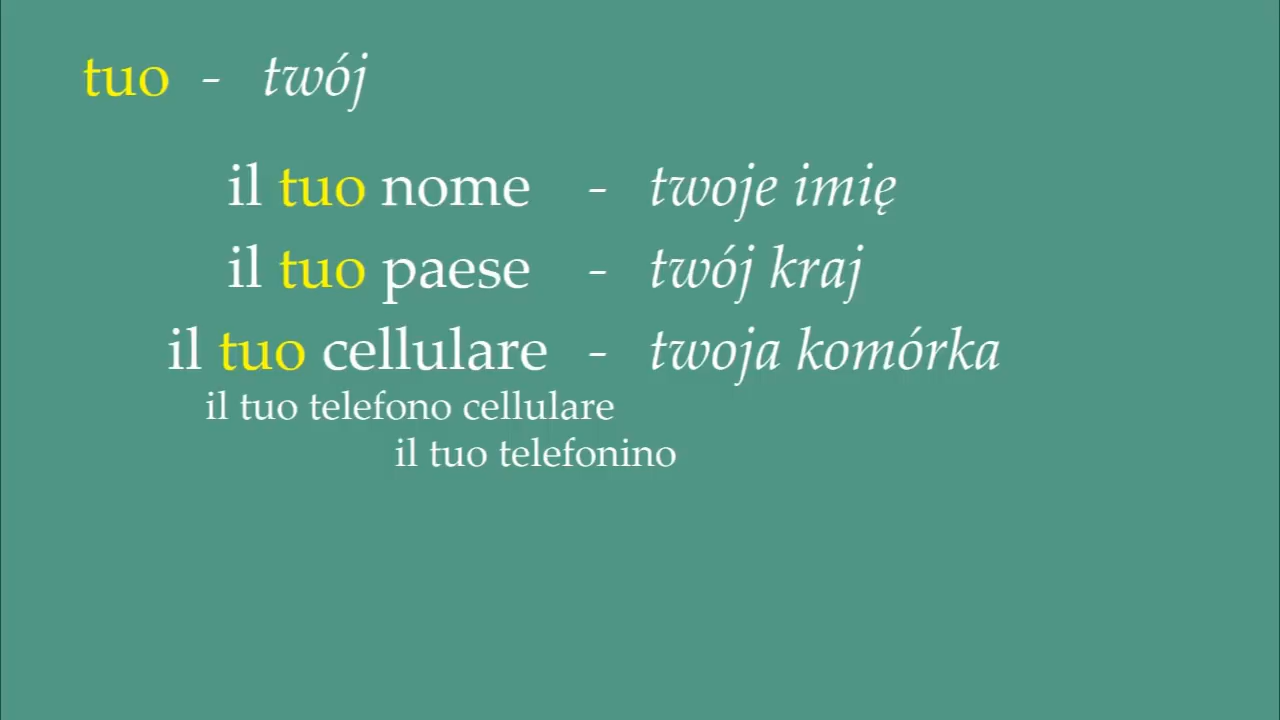 tuo - twój
il tuo nome - twoje imię
il tuo paese - twój kraj
il tuo cellulare - twoja komórka
il tuo telefono cellulare
il tuo telefonino